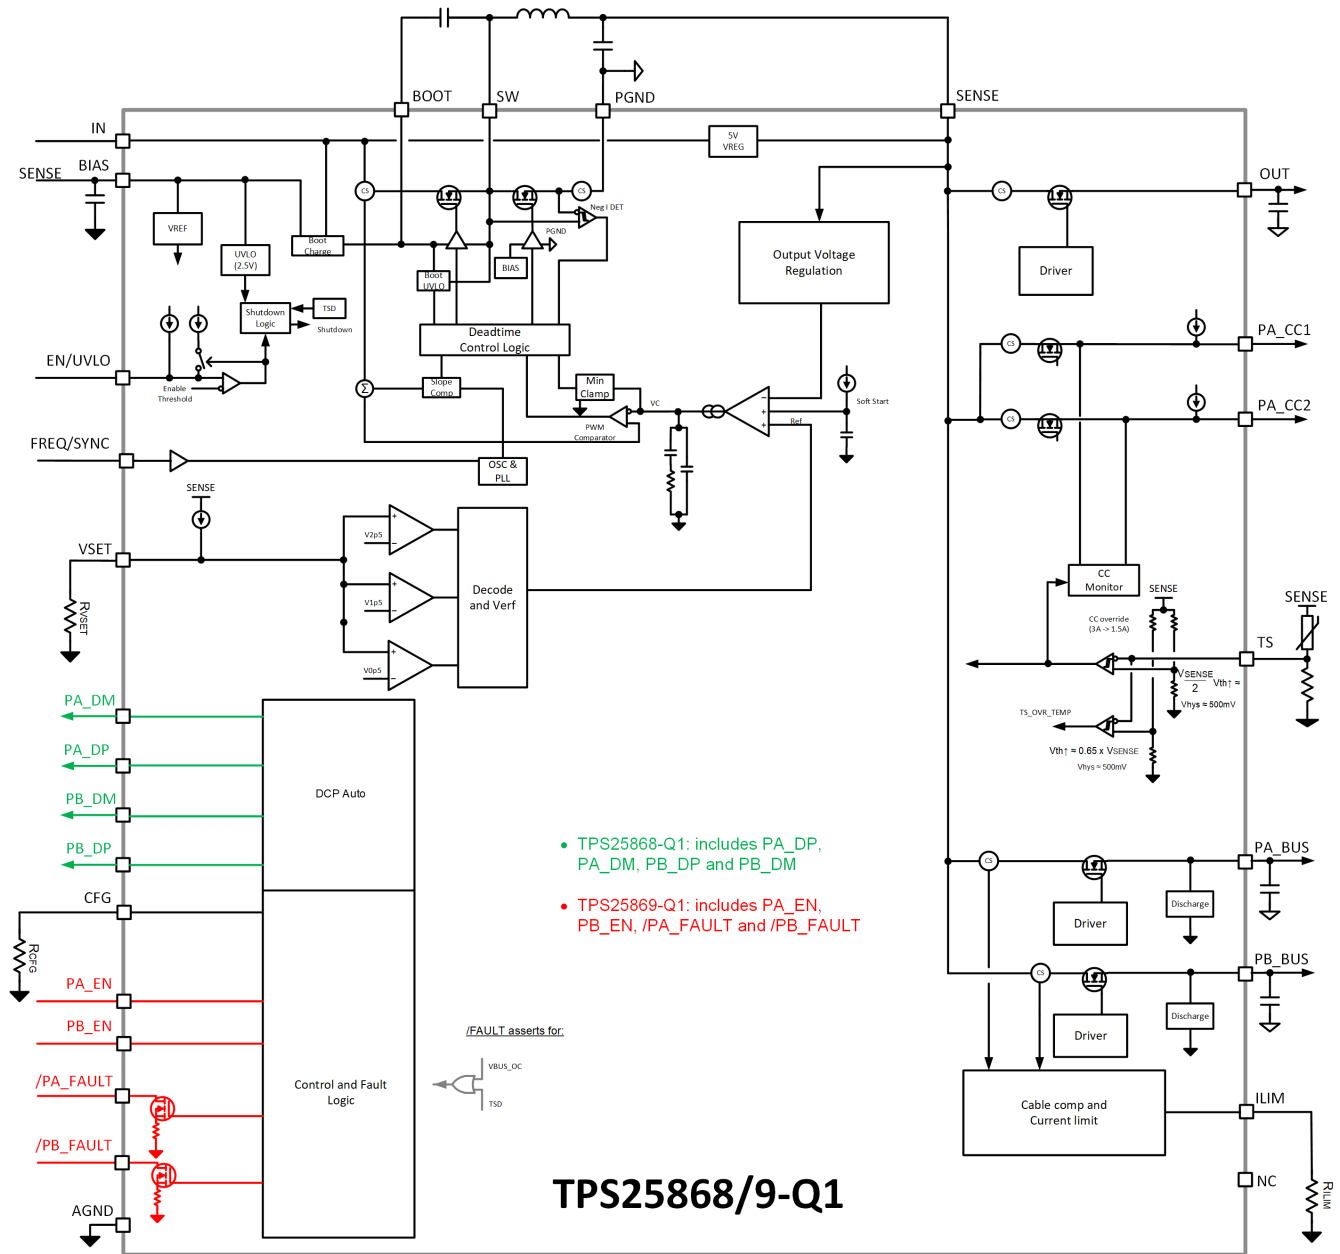 BOOT
SW
PGND
SENSE
IN
5V
VREG
BIAS
SENSE
OUT
CS
CS
CS
Neg I DET
VREF
PGND
UVLO
(2.5V)
Boot
Charge
Output Voltage
Regulation
BIAS
Boot
UVLO
Driver
Shutdown
Logic
TSD
Shutdown
Deadtime
Control Logic
CS
PA_CC1
EN/UVLO
Enable
Threshold
Σ
Slope
Comp
Min
Clamp
VC
Soft Start
CS
PA_CC2
PWM
Comparator
Ref
FREQ/SYNC
OSC &
PLL
SENSE
V2p5
VSET
Decode
and Verf
V1p5
RVSET
V0p5
CC
Monitor
SENSE
SENSE
CC override
(3A -> 1.5A)
TS
VSENSE
2
Vth↑ ≈
Vhys ≈ 500mV
TS_OVR_TEMP
Vth↑ ≈ 0.65 x VSENSE
Vhys ≈ 500mV
PA_DM
PA_DP
PB_DM
PB_DP
DCP Auto
• TPS25868-Q1: includes PA_DP,
PA_DM, PB_DP and PB_DM
• TPS25869-Q1: includes PA_EN,
PB_EN, /PA_FAULT and /PB_FAULT
CS
PA_BUS
Driver
Discharge
CFG
RCFG
CS
PB_BUS
Driver
Discharge
PA_EN
PB_EN
/PA_FAULT
/PB_FAULT
AGND
Control and Fault
Logic
/FAULT asserts for:
VBUS_OC
TSD
Cable comp and
Current limit
ILIM
NC
RILIM
TPS25868/9-Q1